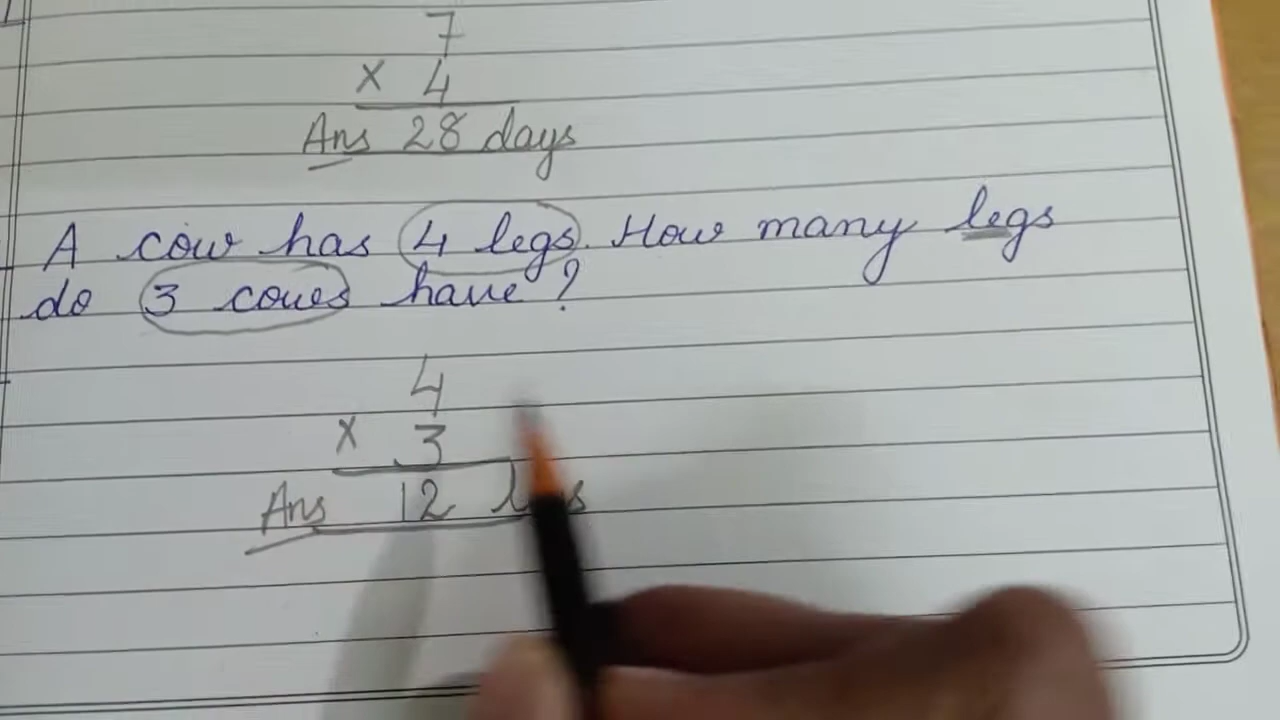 7
× 4
Ans 28 days
A cow has 4 legs. How many legs
do 3 cows have?
4
× 3
Ans 12